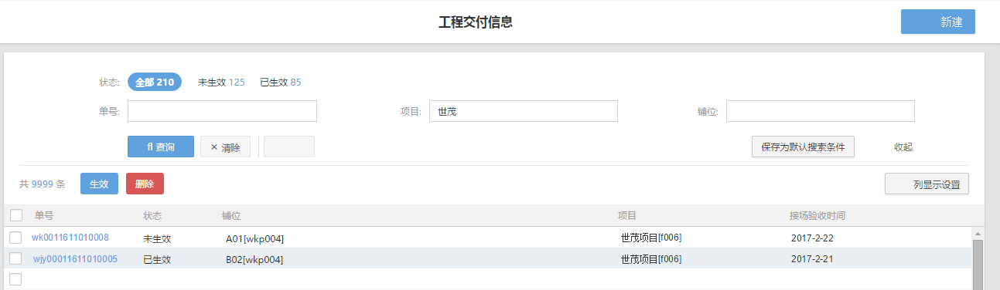 工程交付信息
新建
状态: 全部 210 未生效 125 已生效 85
单号: 项目: 世茂 铺位:
fl 查询 × 清除 保存为默认搜索条件 收起
共 9999 条 生效 删除 列显示设置
单号 状态 铺位 项目 接场验收时间
wk0011611010008 未生效 A01[wkp004] 世茂项目[f006] 2017-2-22
wjy00011611010005 已生效 B02[wkp004] 世茂项目[f006] 2017-2-21